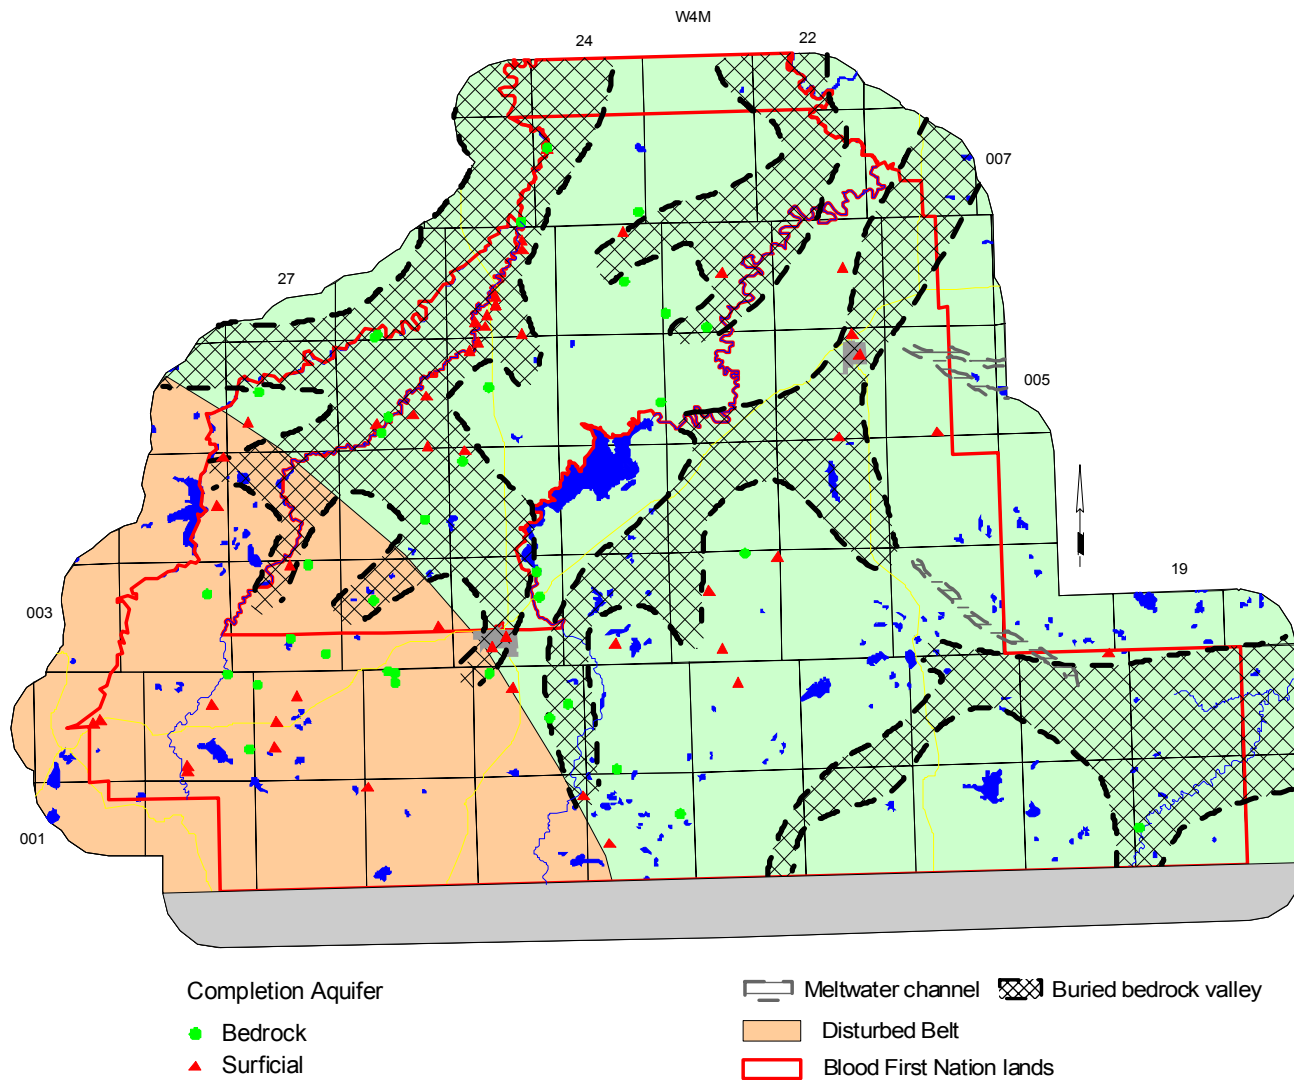 W4M
24
22
007
27
005
19
003
001
Completion Aquifer
Bedrock
Surficial
Meltwater channel
Buried bedrock valley
Disturbed Belt
Blood First Nation lands